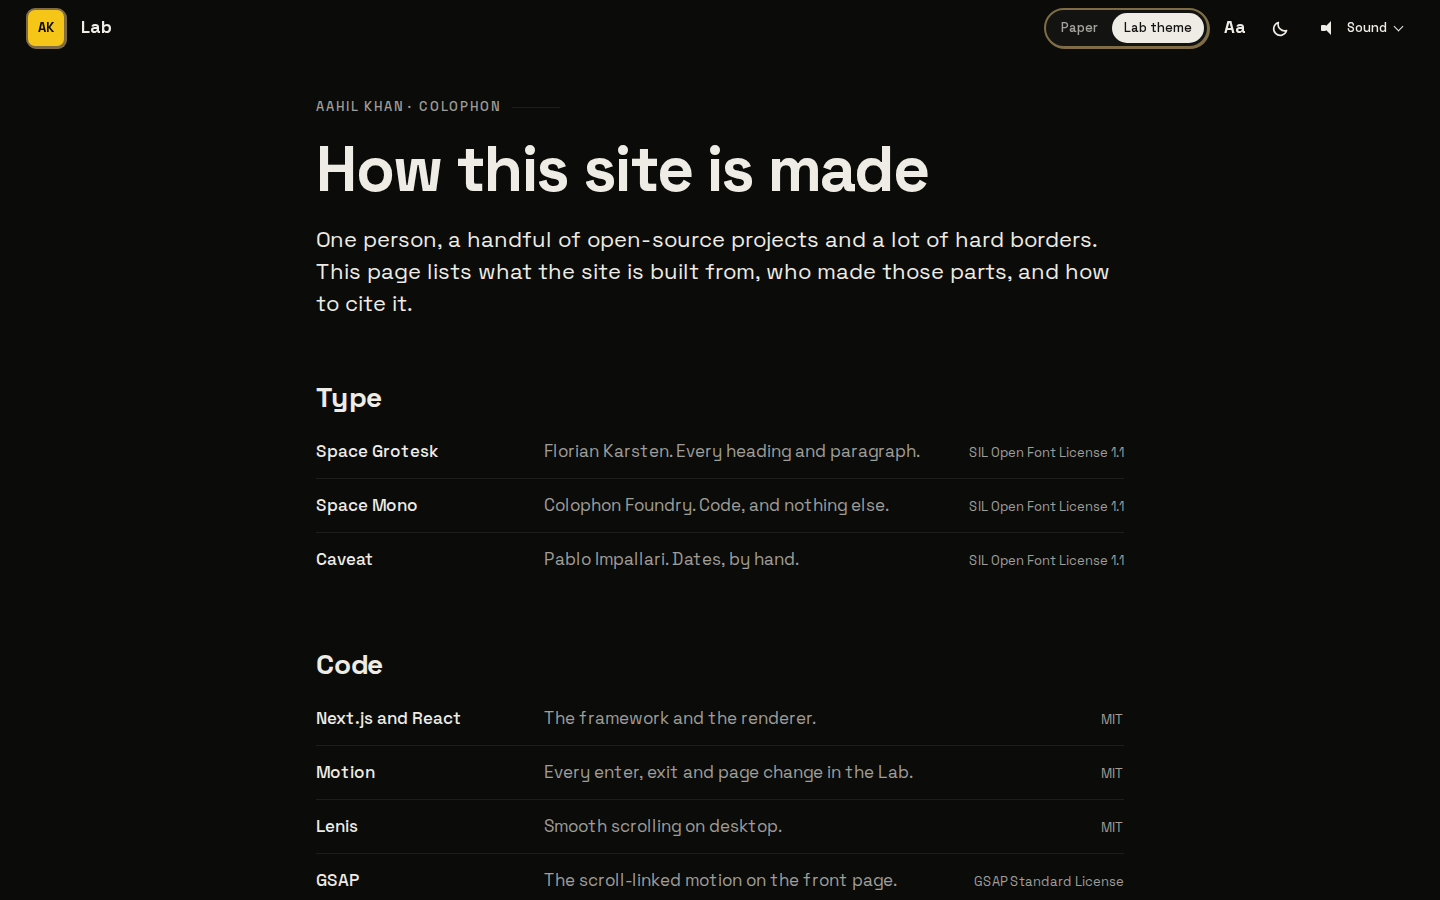 AK
Lab
Paper
Lab theme
Aa
Sound
AAHIL KHAN · COLOPHON
How this site is made
One person, a handful of open-source projects and a lot of hard borders.
This page lists what the site is built from, who made those parts, and how
to cite it.
Type
Space Grotesk Florian Karsten. Every heading and paragraph. SIL Open Font License 1.1
Space Mono Colophon Foundry. Code, and nothing else. SIL Open Font License 1.1
Caveat Pablo Impallari. Dates, by hand. SIL Open Font License 1.1
Code
Next.js and React The framework and the renderer. MIT
Motion Every enter, exit and page change in the Lab. MIT
Lenis Smooth scrolling on desktop. MIT
GSAP The scroll-linked motion on the front page. GSAP Standard License